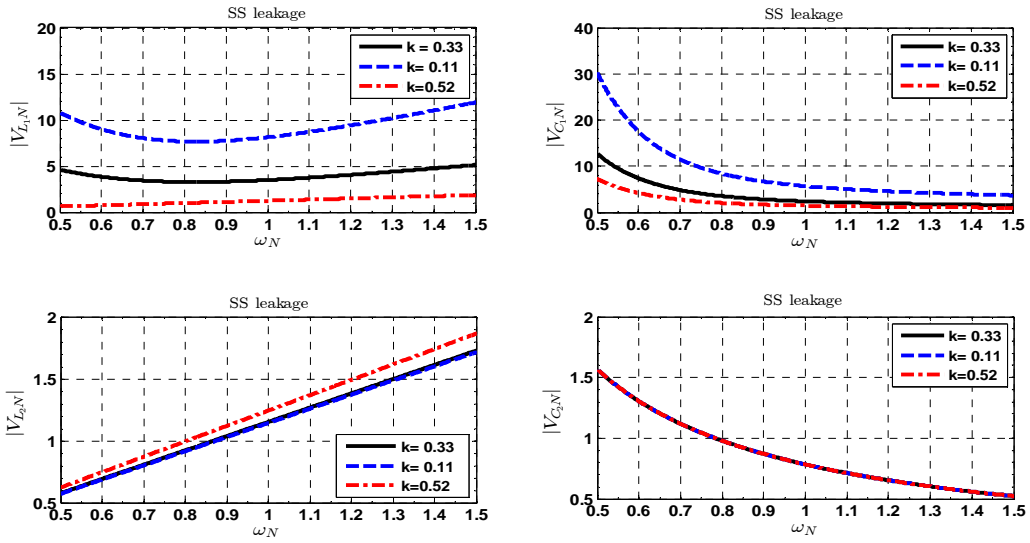 SS leakage
20
15
10
5
0
|V_{L_1N}|
k = 0.33
k= 0.11
k=0.52
0.5 0.6 0.7 0.8 0.9 1 1.1 1.2 1.3 1.4 1.5
ω_N
SS leakage
40
30
20
10
0
|V_{C_1N}|
k= 0.33
k= 0.11
k=0.52
0.5 0.6 0.7 0.8 0.9 1 1.1 1.2 1.3 1.4 1.5
ω_N
SS leakage
2
1.5
1
0.5
|V_{L_2N}|
k= 0.33
k= 0.11
k=0.52
0.5 0.6 0.7 0.8 0.9 1 1.1 1.2 1.3 1.4 1.5
ω_N
SS leakage
2
1.5
1
0.5
|V_{C_2N}|
k= 0.33
k= 0.11
k=0.52
0.5 0.6 0.7 0.8 0.9 1 1.1 1.2 1.3 1.4 1.5
ω_N